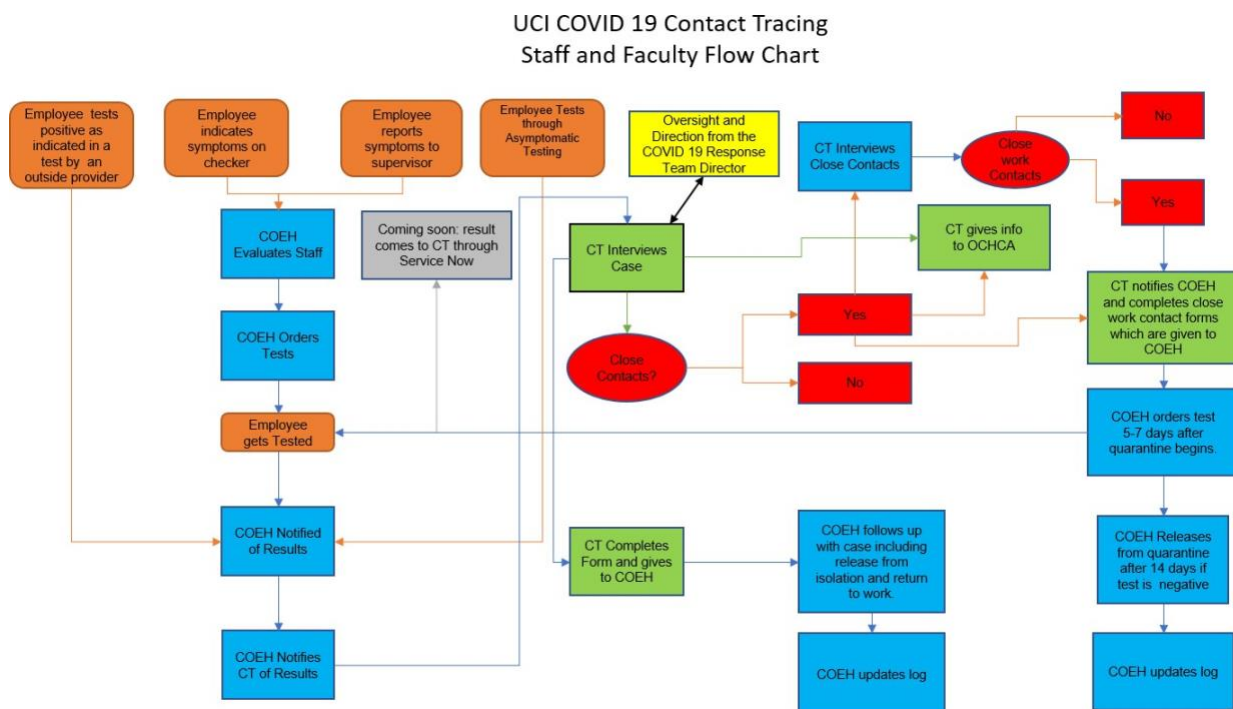 UCI COVID 19 Contact Tracing
Staff and Faculty Flow Chart
Employee tests
positive as
indicated in a
test by an
outside provider
Employee
indicates
symptoms on
checker
Employee
reports
symptoms to
supervisor
Employee Tests
through
Asymptomatic
Testing
Oversight and
Direction from the
COVID 19 Response
Team Director
CT Interviews
Close Contacts
Close
work
Contacts
No
Yes
COEH
Evaluates Staff
Coming soon: result
comes to CT through
Service Now
CT Interviews
Case
CT gives info
to OCHCA
COEH Orders
Tests
Close
Contacts?
Yes
No
CT notifies COEH
and completes close
work contact forms
which are given to
COEH
Employee
gets Tested
COEH orders test
5-7 days after
quarantine begins.
COEH Notified
of Results
CT Completes
Form and gives
to COEH
COEH follows up
with case including
release from
isolation and return
to work.
COEH Releases
from quarantine
after 14 days if
test is negative
COEH Notifies
CT of Results
COEH updates log
COEH updates log